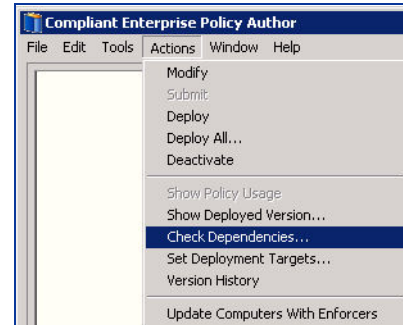 Compliant Enterprise Policy Author
File Edit Tools Actions Window Help
Modify
Submit
Deploy
Deploy All...
Deactivate
Show Policy Usage
Show Deployed Version...
Check Dependencies...
Set Deployment Targets...
Version History
Update Computers With Enforcers